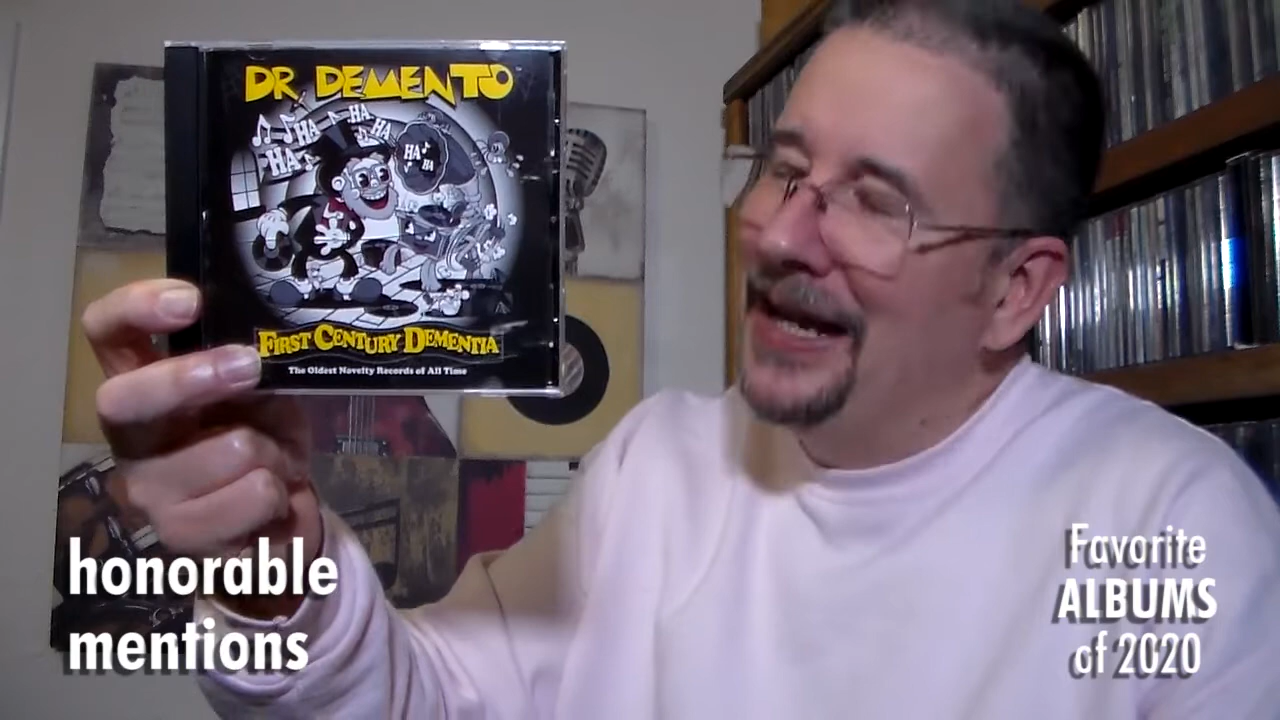 DR. DEMENTO
HA
HA
HA
HA
HA
HA
FIRST CENTURY DEMENTIA
The Oldest Novelty Records of All Time
honorable
mentions
Favorite
ALBUMS
of 2020